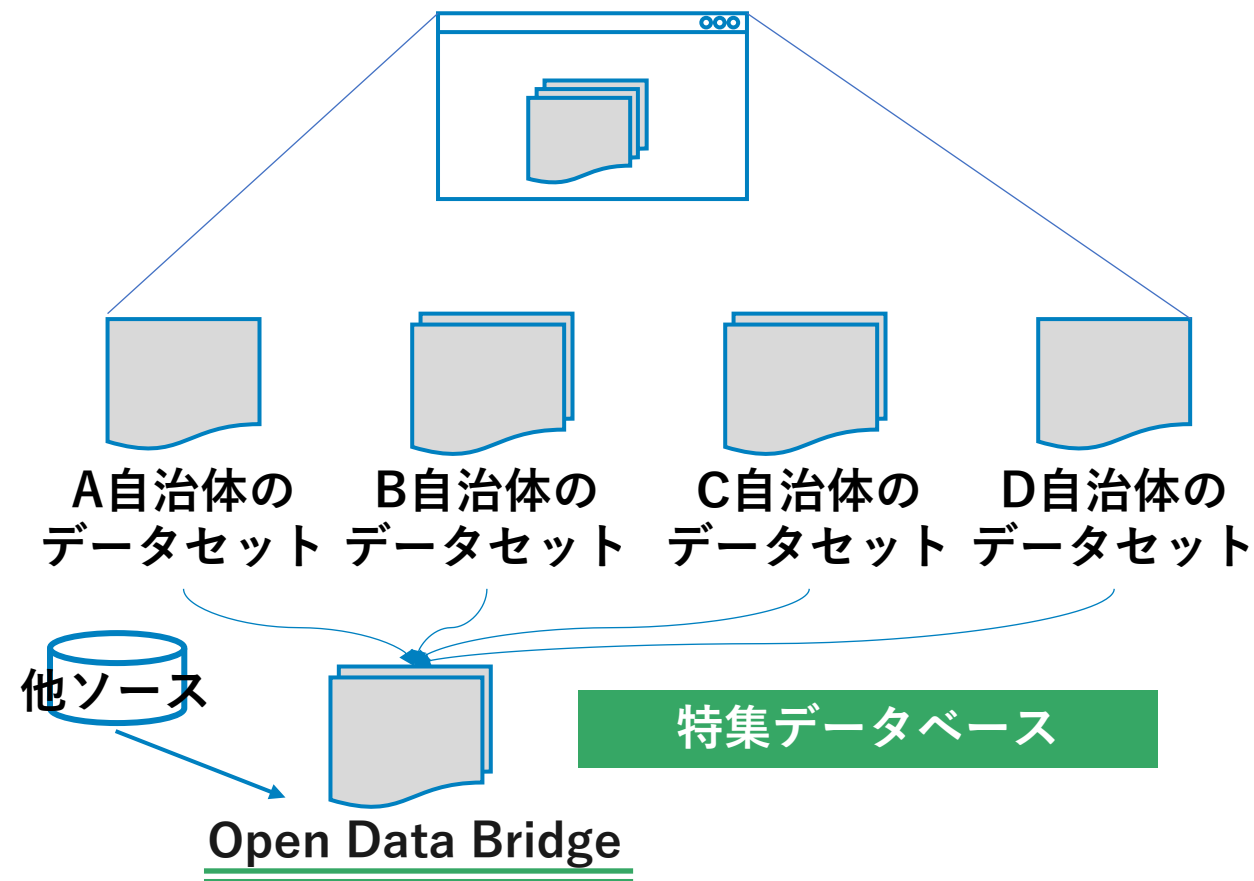 A自治体の
データセット
B自治体の
データセット
C自治体の
データセット
D自治体の
データセット
他ソース
特集データベース
Open Data Bridge